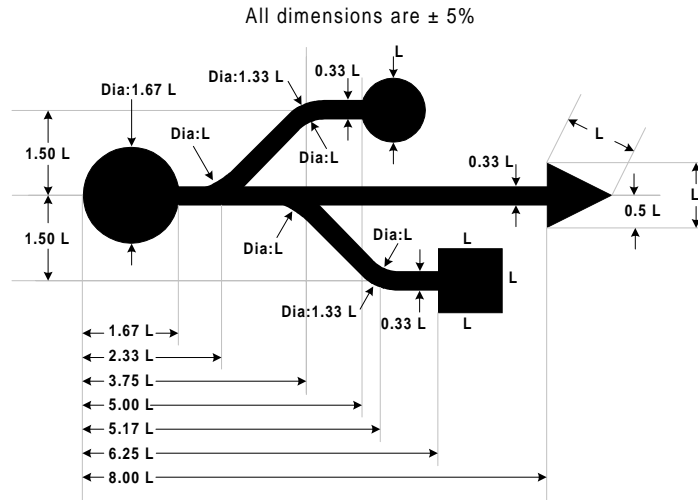 All dimensions are ± 5%
L
Dia:1.33 L
0.33 L
Dia:1.67 L
Dia:L
Dia:L
L
1.50 L
0.33 L
L
0.5 L
1.50 L
Dia:L
Dia:L
L
L
Dia:1.33 L
0.33 L
L
1.67 L
2.33 L
3.75 L
5.00 L
5.17 L
6.25 L
8.00 L